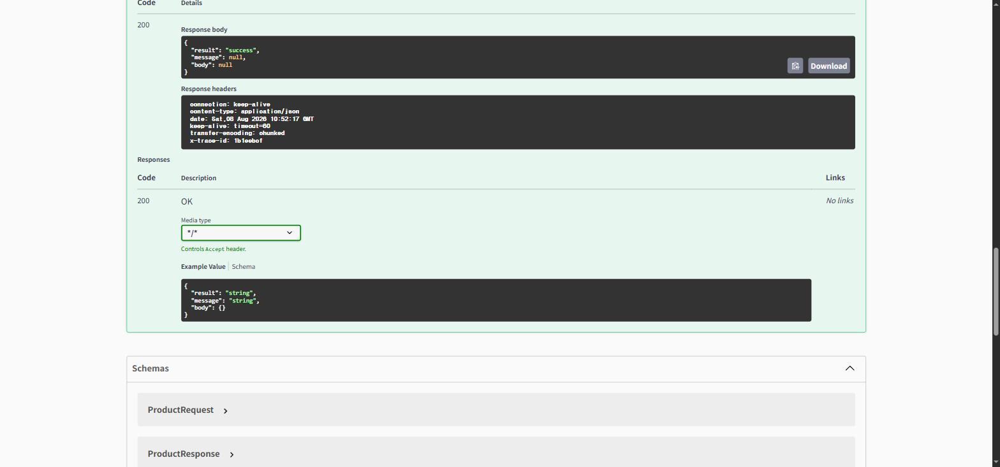 Code Details
200
Response body
{
"result": "success",
"message": null,
"body": null
}
Download
Response headers
connection: keep-alive
content-type: application/json
date: Sat,08 Aug 2026 10:52:17 GMT
keep-alive: timeout=60
transfer-encoding: chunked
x-trace-id: 1b1eebof
Responses
Code Description Links
200 OK No links
Media type
*/*
Controls Accept header.
Example Value Schema
{
"result": "string",
"message": "string",
"body": {}
}
Schemas
ProductRequest
ProductResponse